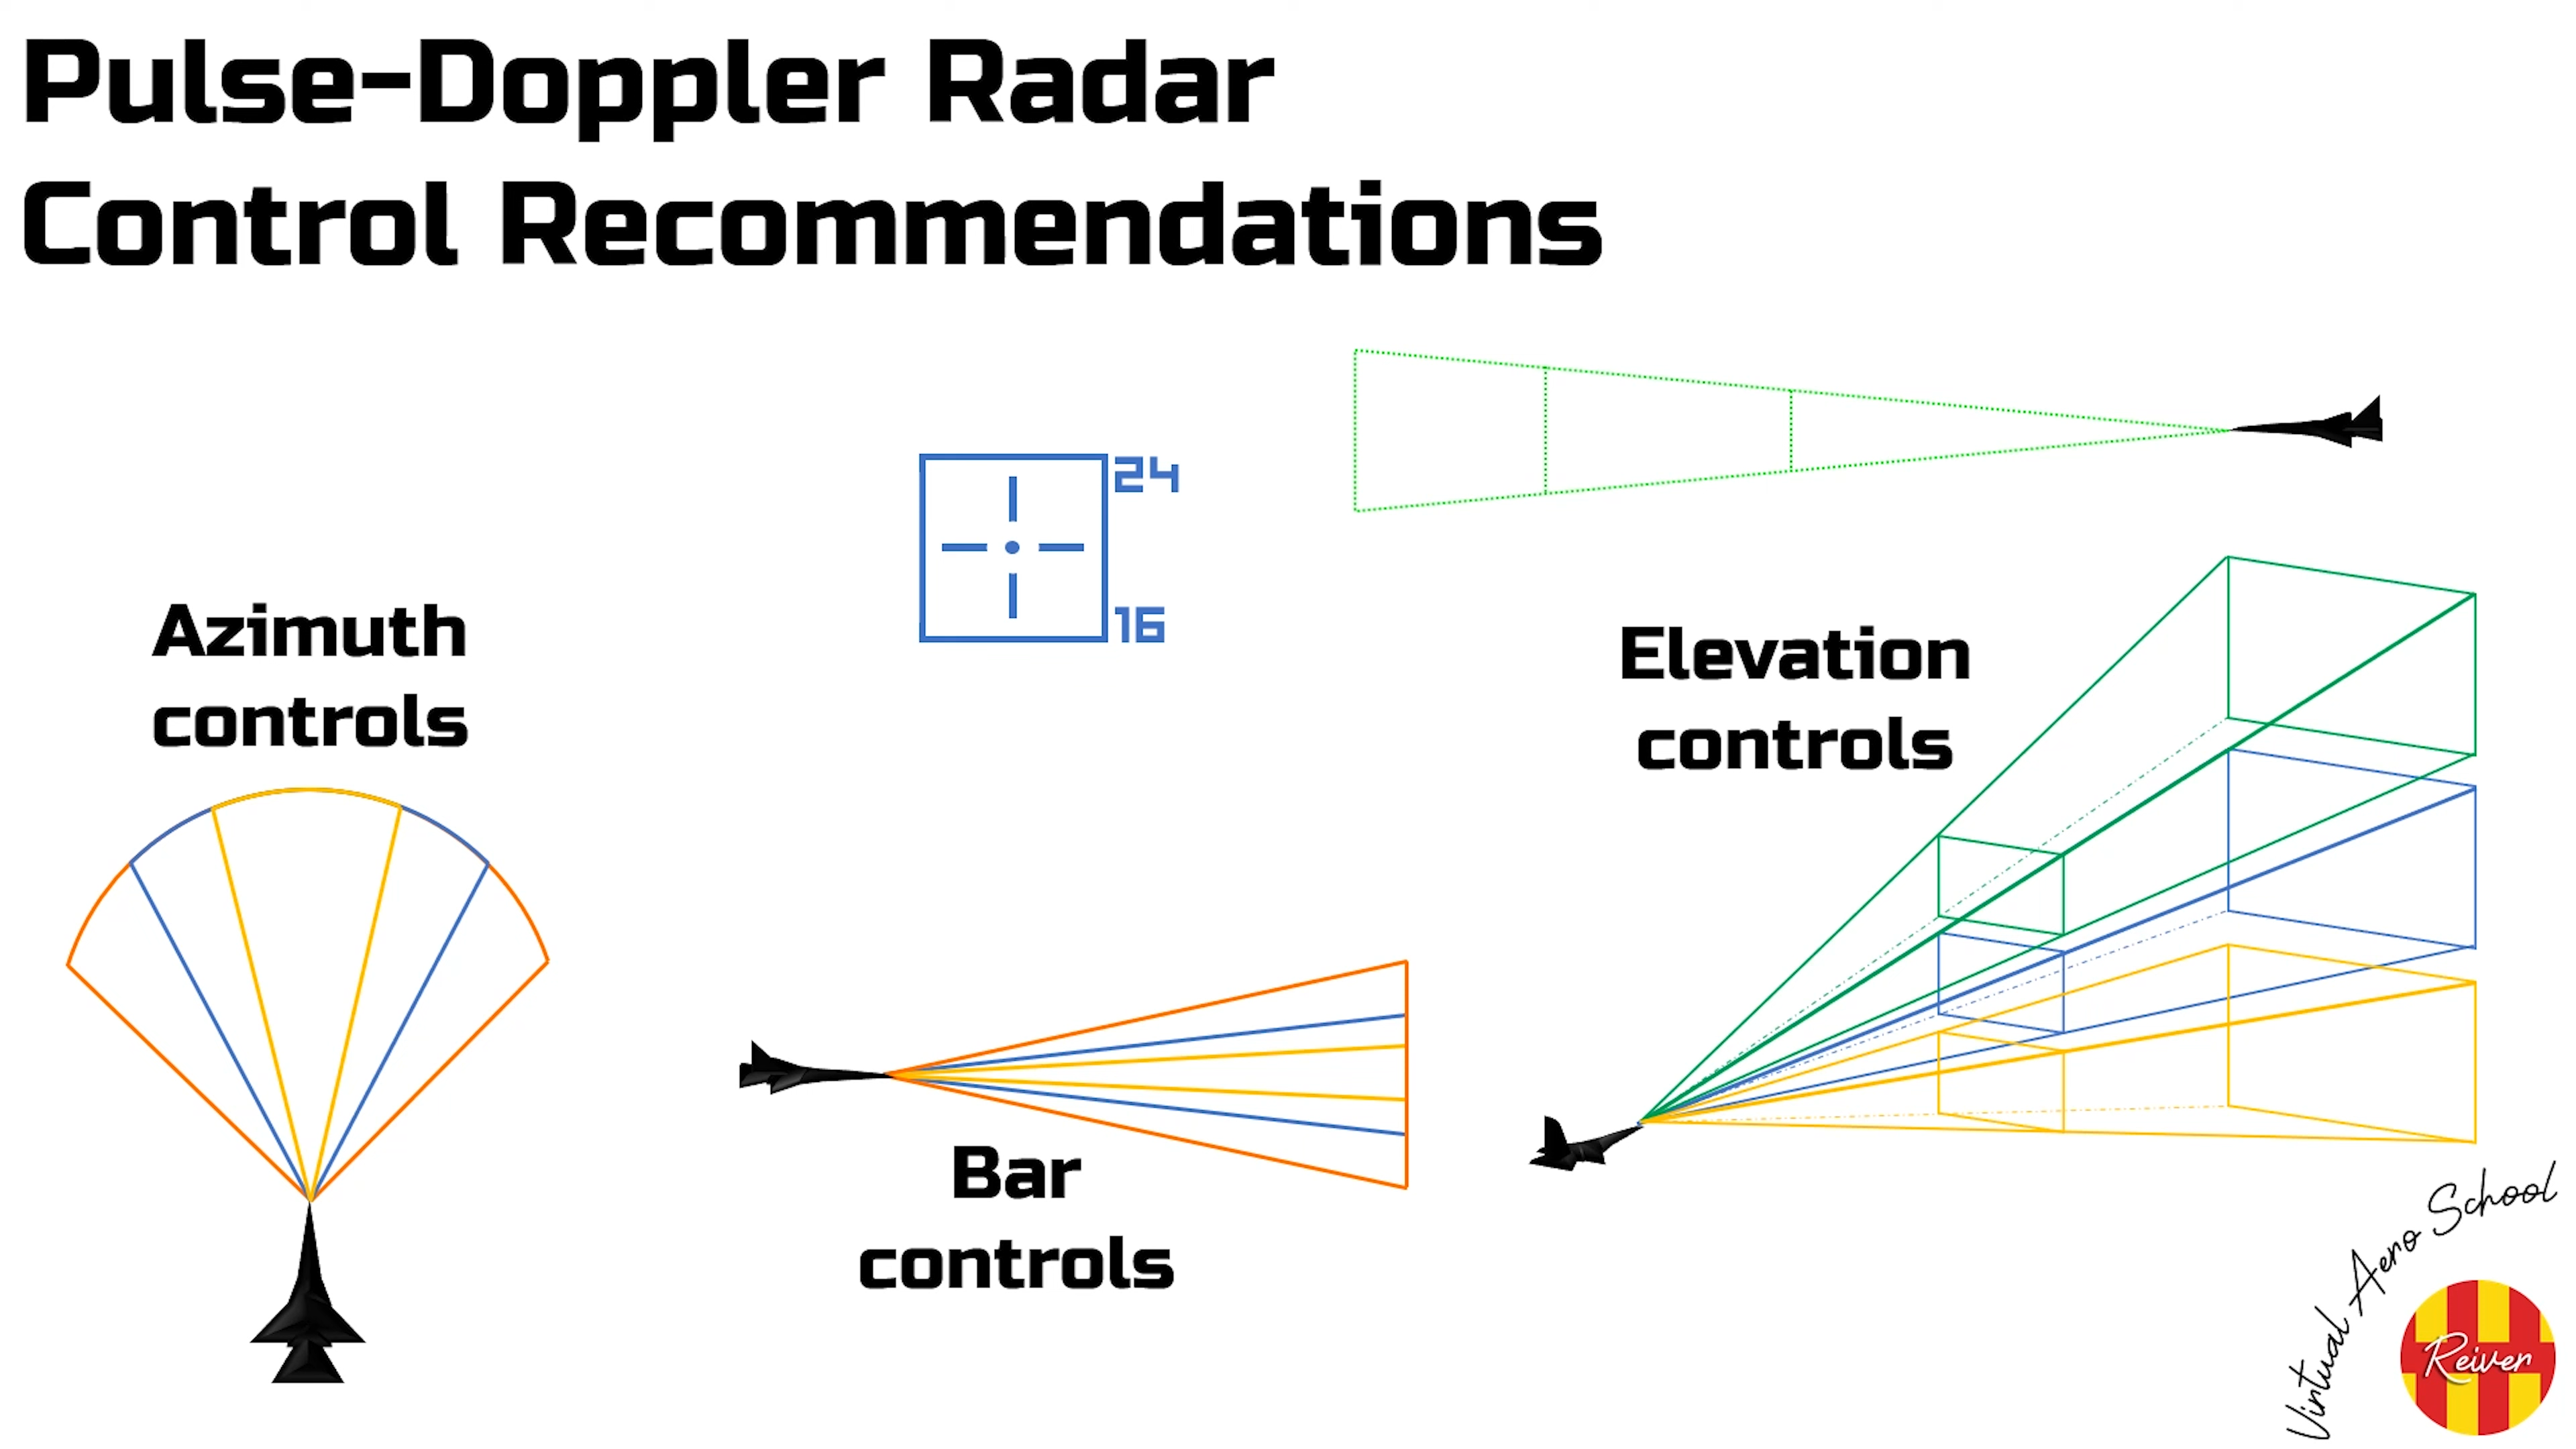 Pulse-Doppler Radar
Control Recommendations
24
16
Azimuth
controls
Elevation
controls
Bar
controls
Virtual Aero School
Reiver